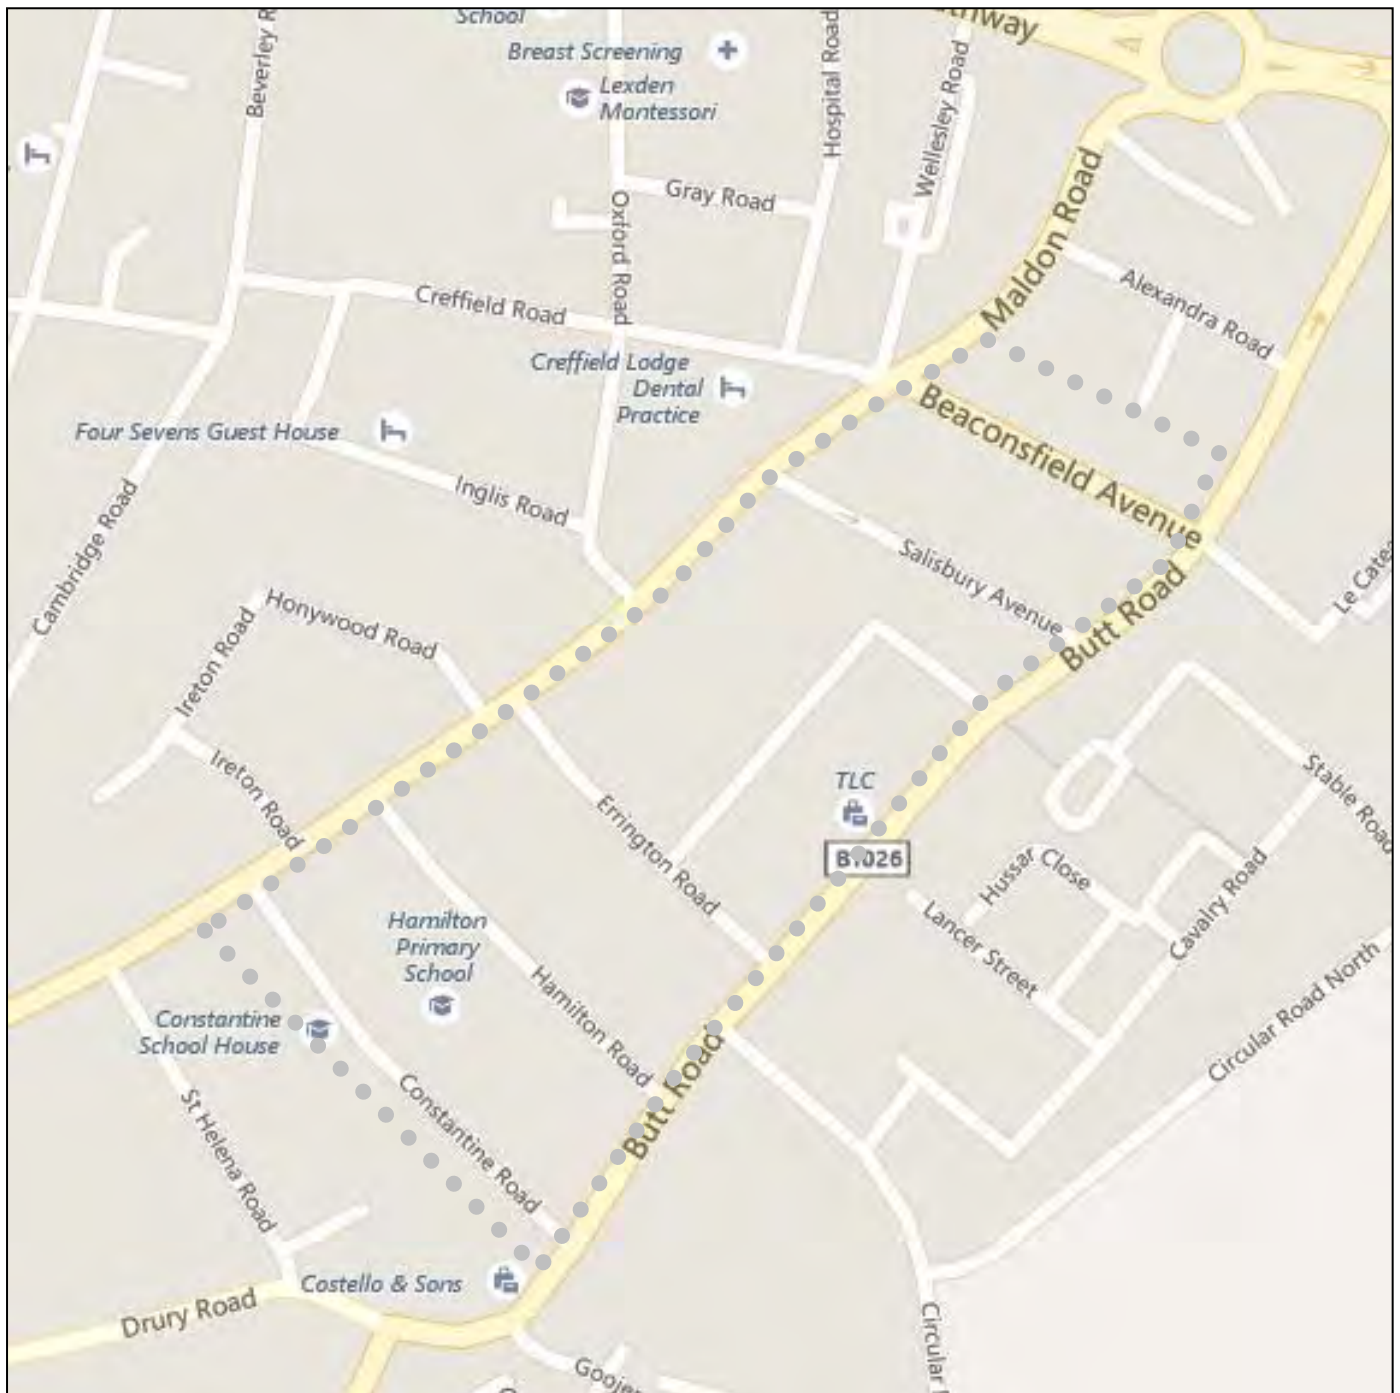 School
thway
Breast Screening
Lexden
Montessori
Beverley R
Hospital Road
Wellesley Road
Gray Road
Oxford Road
Maldon Road
Alexandra Road
Creffield Road
Creffield Lodge
Dental
Practice
Beaconsfield Avenue
Four Sevens Guest House
Inglis Road
Cambridge Road
Salisbury Avenue
Le Cate
Honywood Road
Ireton Road
Butt Road
Ireton Road
TLC
Stable Road
Errington Road
B1026
Hussar Close
Cavalry Road
Lancer Street
Hamilton
Primary
School
Hamilton Road
Constantine
School House
Circular Road North
Butt Road
Constantine Road
St Helena Road
Costello & Sons
Drury Road
Circular
Goojer